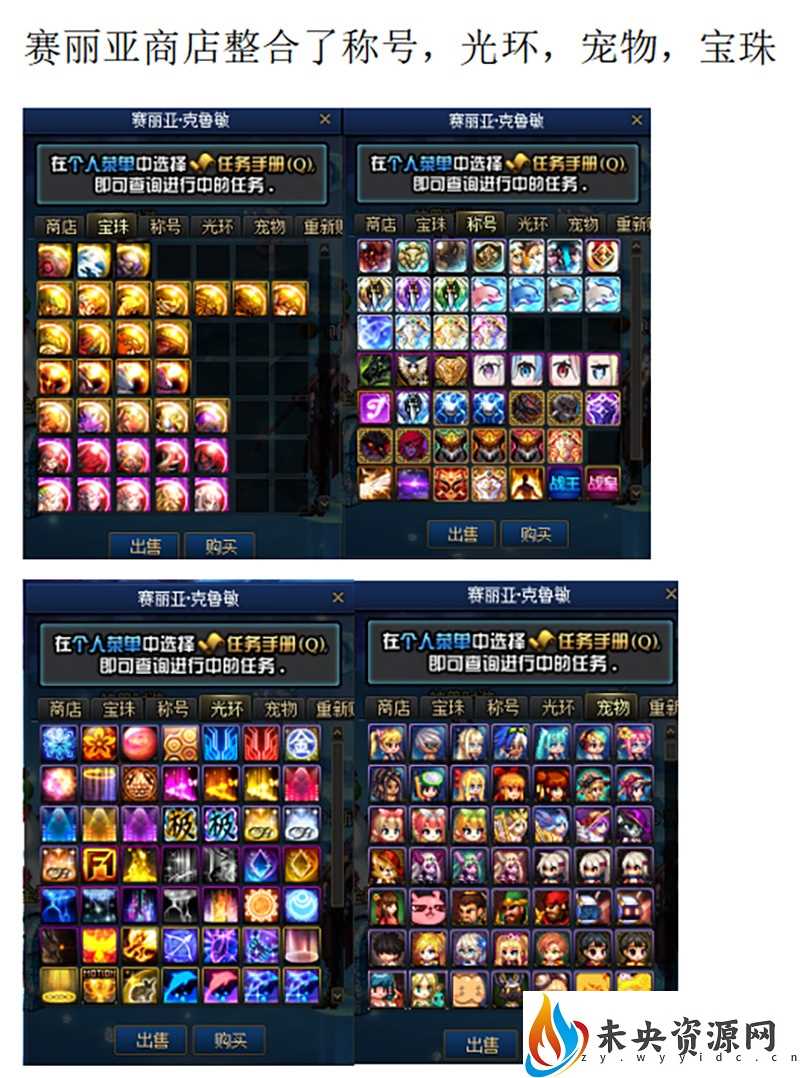 赛丽亚商店整合了称号，光环，宠物，宝珠
赛丽亚·克鲁敏
在个人菜单中选择任务手册(Q),
即可查询进行中的任务.
商店 宝珠 称号 光环 宠物 重新
出售 购买
赛丽亚·克鲁敏
在个人菜单中选择任务手册(Q),
即可查询进行中的任务.
商店 宝珠 称号 光环 宠物 重新
战王 战皇
出售 购买
赛丽亚·克鲁敏
在个人菜单中选择任务手册(Q),
即可查询进行中的任务.
商店 宝珠 称号 光环 宠物 重新
金
极 极
MOTION
出售 购买
赛丽亚·克鲁敏
在个人菜单中选择任务手册(Q),
即可查询进行中的任务.
商店 宝珠 称号 光环 宠物 重新
出售
未央资源网
zy.wyyidc.cn